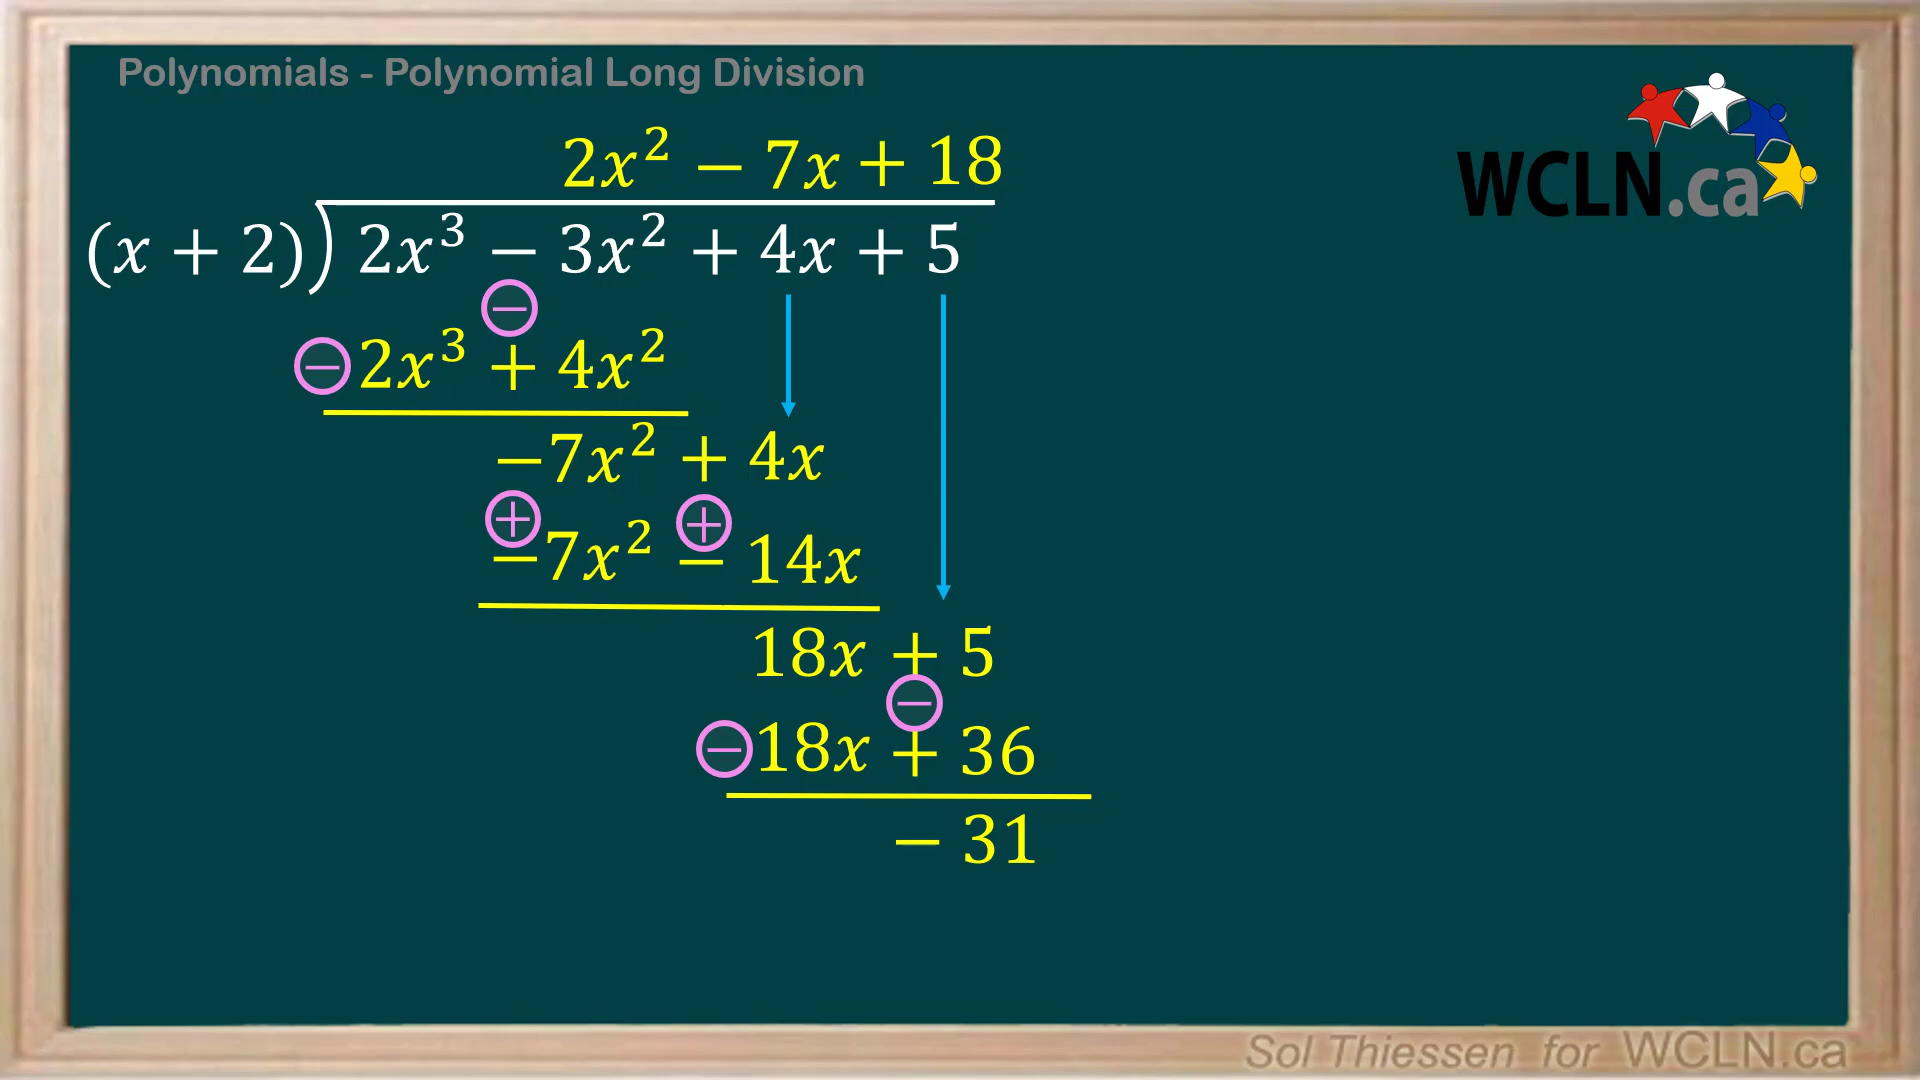 Polynomials - Polynomial Long Division
WCLN.ca
2x² − 7x + 18
(x + 2) ) 2x³ − 3x² + 4x + 5
−
− 2x³ + 4x²
−7x² + 4x
+ +
−7x² − 14x
18x + 5
−
− 18x + 36
− 31
Sol Thiessen for WCLN.ca